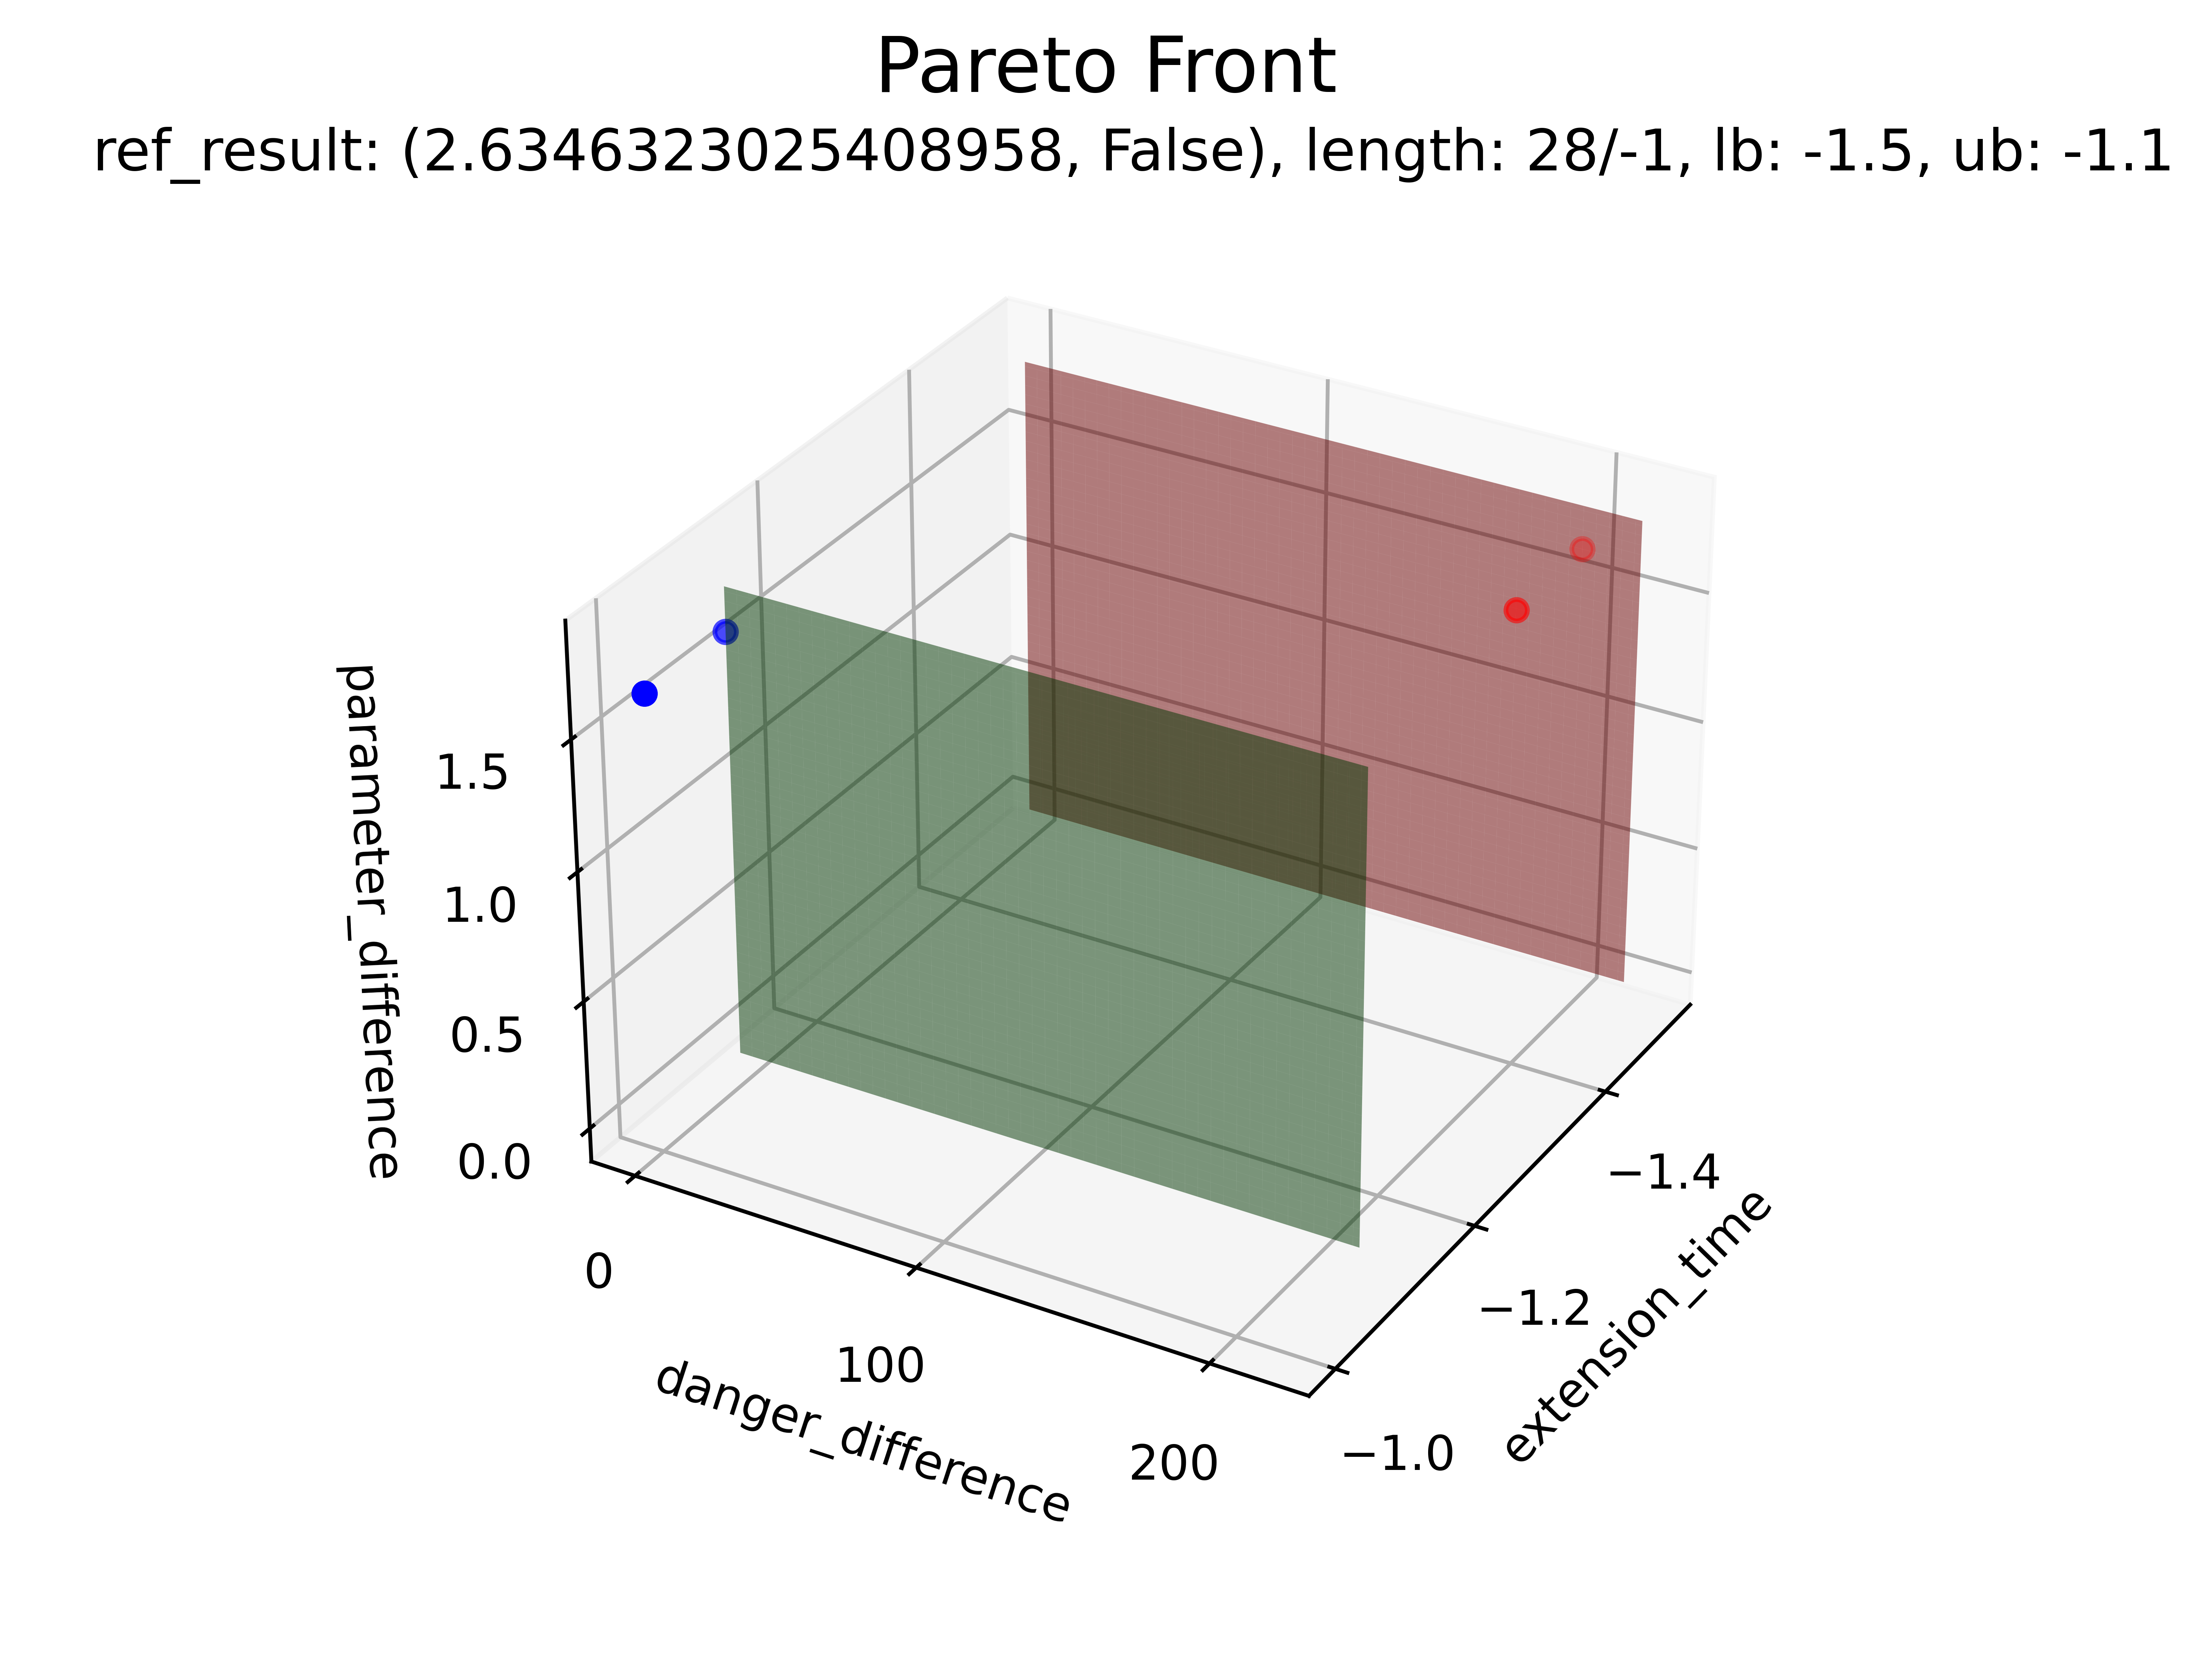 Pareto Front
ref_result: (2.6346323025408958, False), length: 28/-1, lb: -1.5, ub: -1.1
parameter_difference
1.5
1.0
0.5
0.0
0
100
200
danger_difference
−1.4
−1.2
−1.0
extension_time